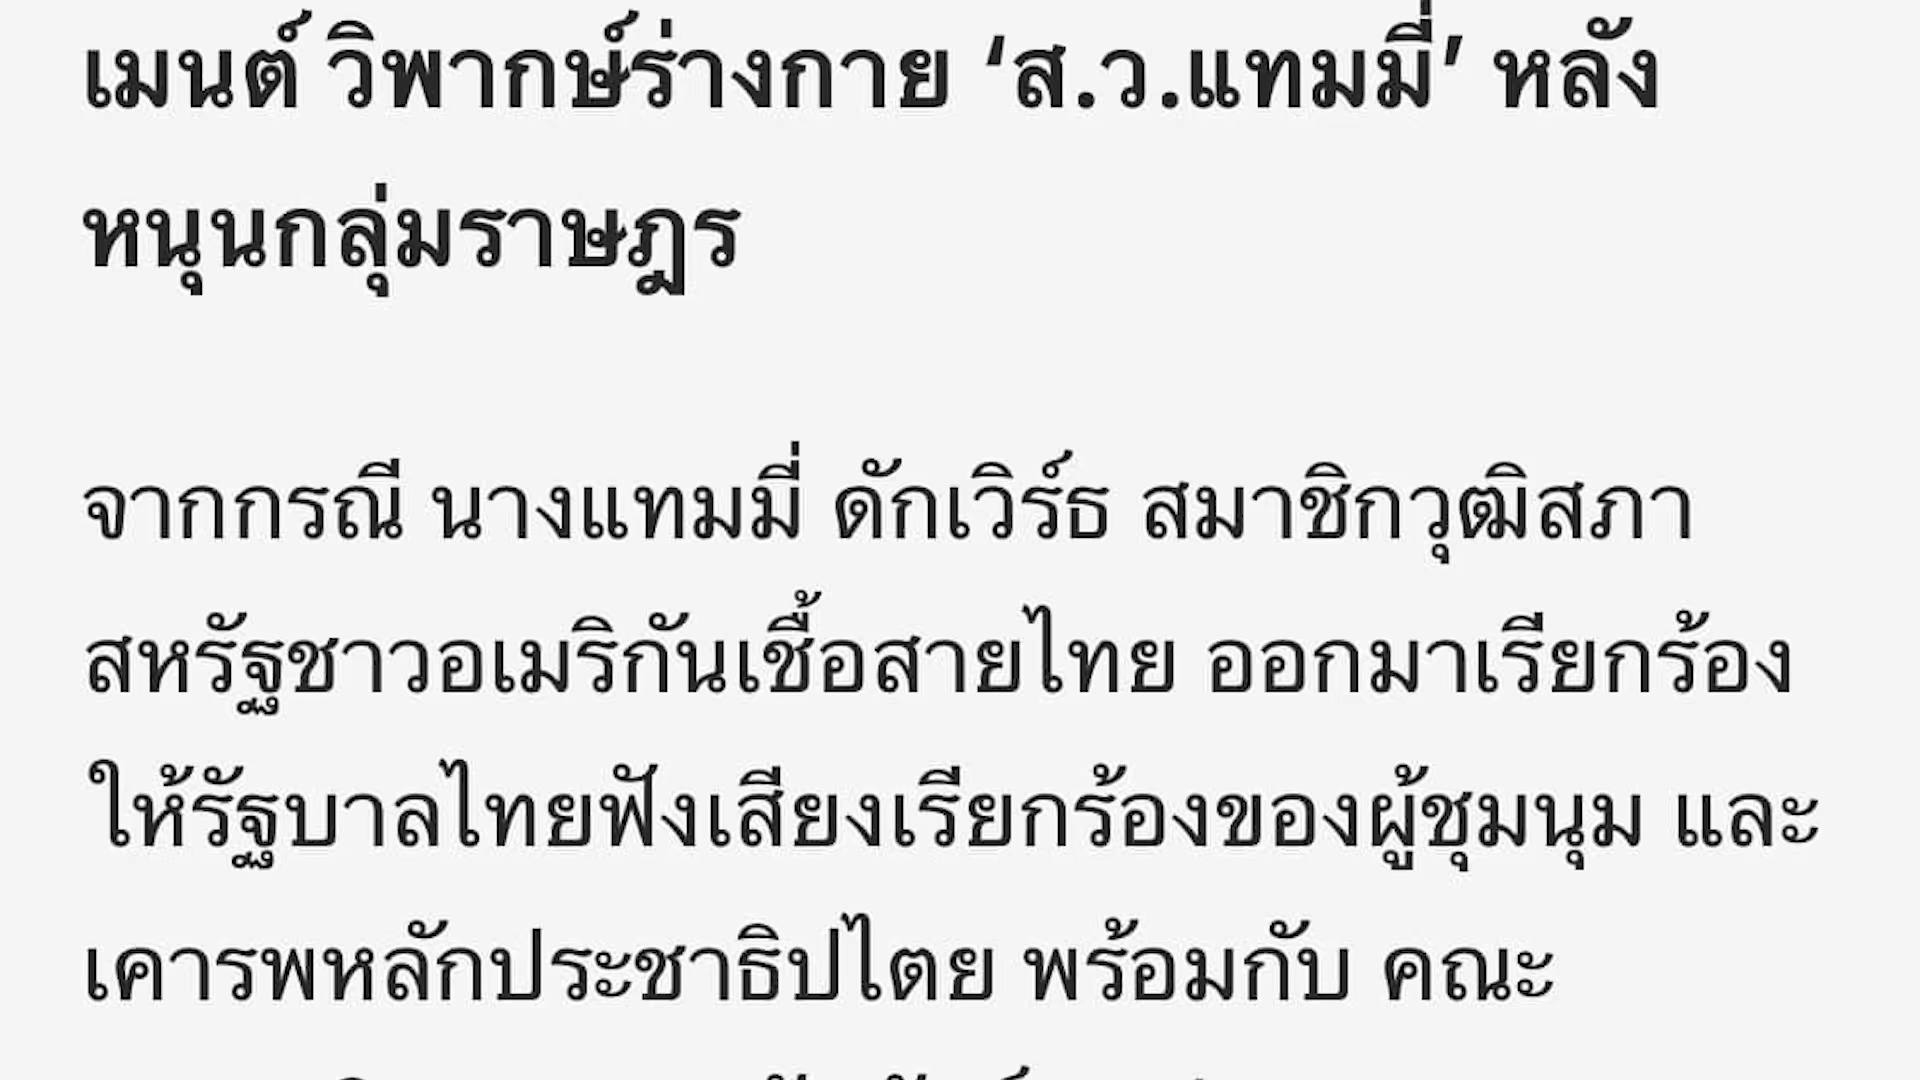 เมนต์ วิพากษ์ร่างกาย ‘ส.ว.แทมมี่’ หลัง
หนุนกลุ่มราษฎร
จากกรณี นางแทมมี่ ดักเวิร์ธ สมาชิกวุฒิสภา
สหรัฐชาวอเมริกันเชื้อสายไทย ออกมาเรียกร้อง
ให้รัฐบาลไทยฟังเสียงเรียกร้องของผู้ชุมนุม และ
เคารพหลักประชาธิปไตย พร้อมกับ คณะ